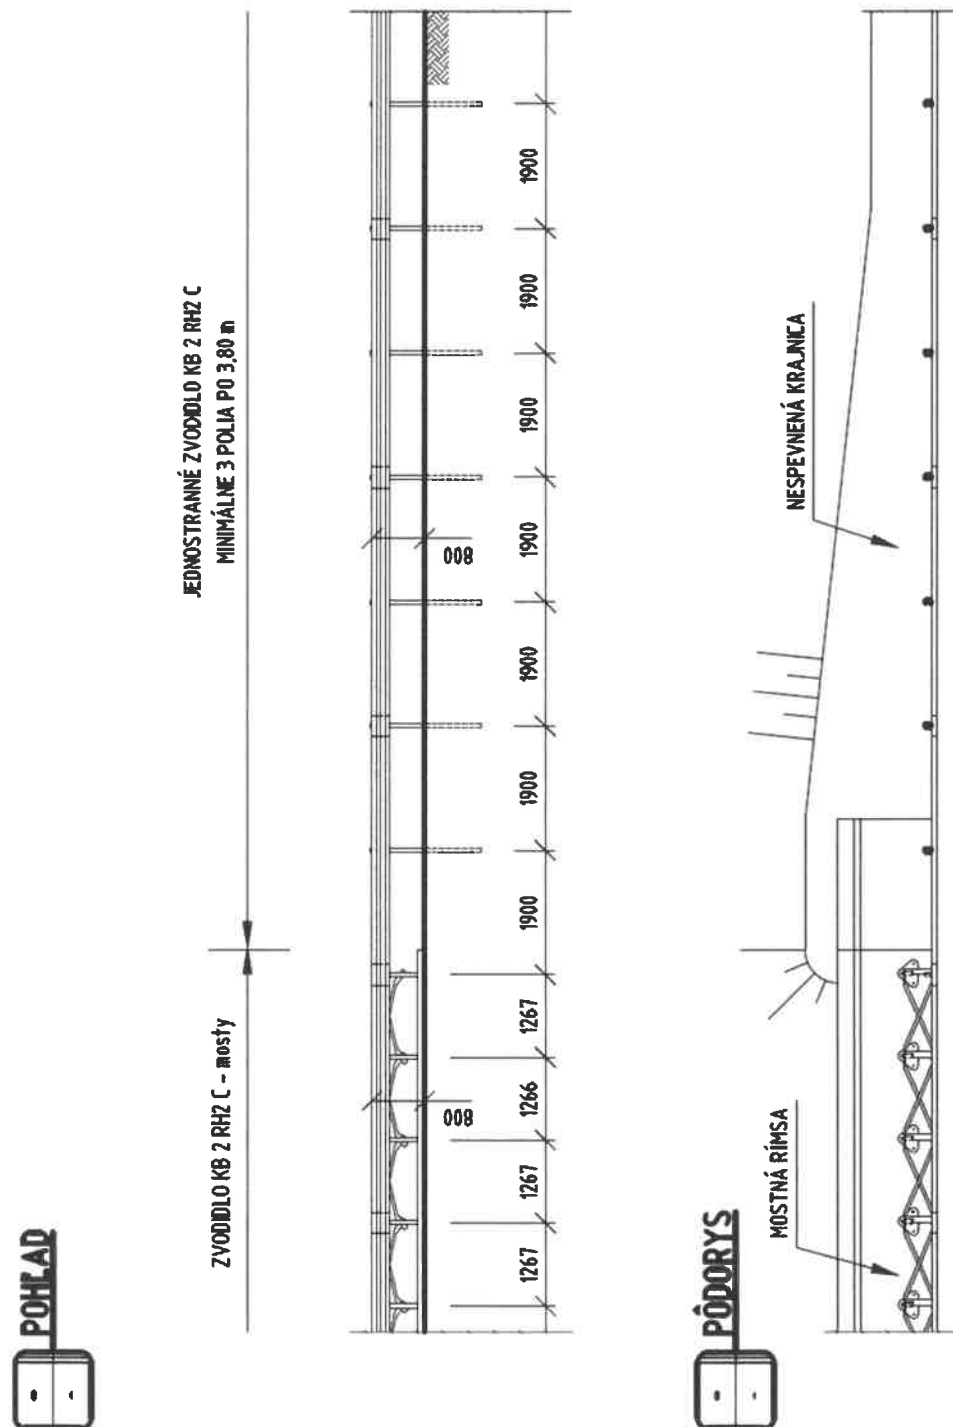 POHĽAD
ZVODIDLO KB 2 RH2 C – mosty
JEDNOSTRANNÉ ZVODIDLO KB 2 RH2 C
MINIMÁLNE 3 POLIA PO 3,80 m
800
800
1267 1267 1266 1267 1900 1900 1900 1900 1900 1900 1900
PÔDORYS
MOSTNÁ RÍMSA
NESPEVNENÁ KRAJNICA